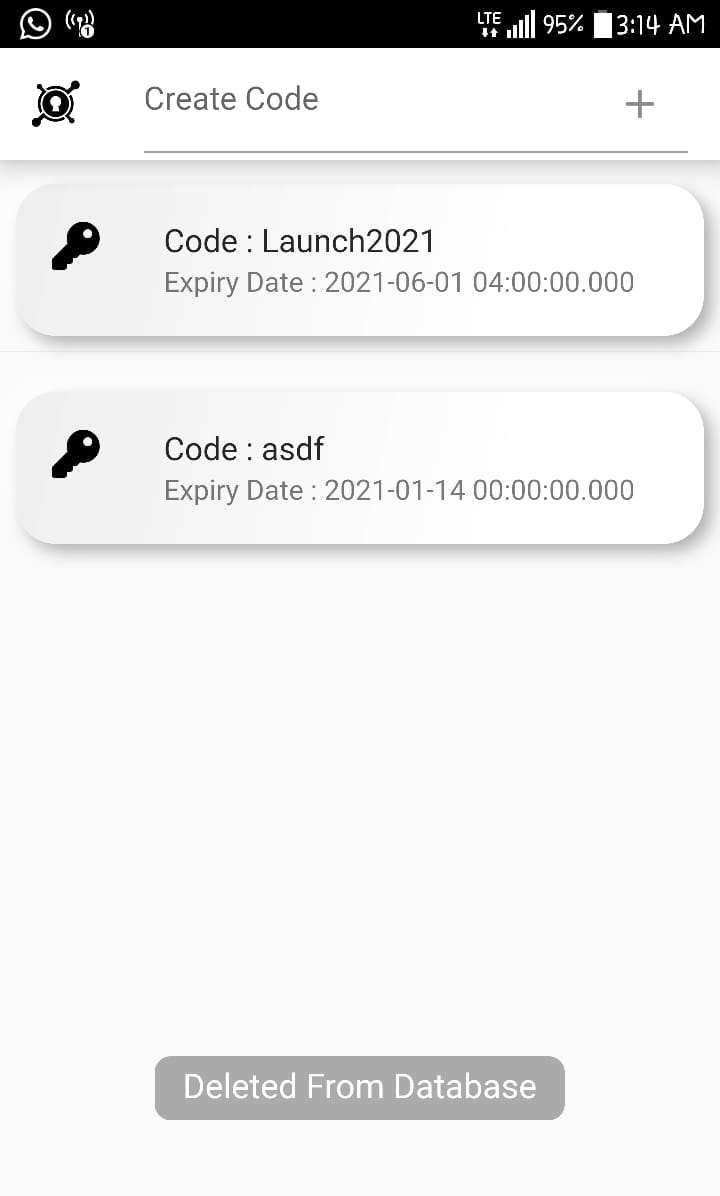 LTE 95% 3:14 AM
1
Create Code
Code : Launch2021
Expiry Date : 2021-06-01 04:00:00.000
Code : asdf
Expiry Date : 2021-01-14 00:00:00.000
Deleted From Database